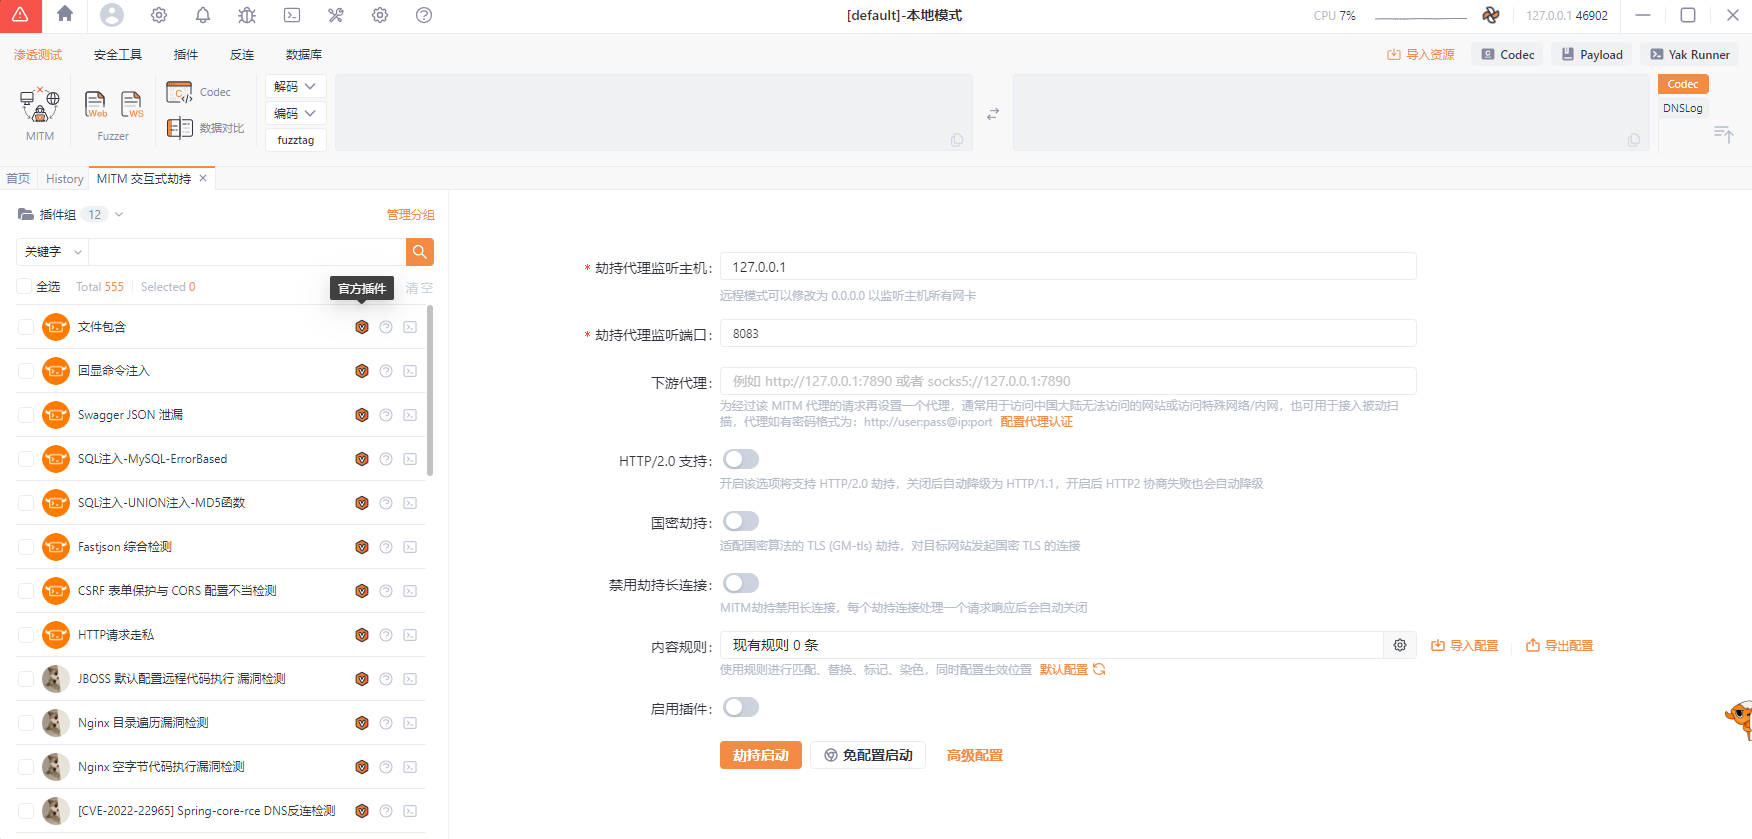 [default]-本地模式
CPU 7%
127.0.0.1 46902
渗透测试 安全工具 插件 反连 数据库
导入资源 Codec Payload Yak Runner
MITM
Web
WS
Fuzzer
Codec
数据对比
解码
编码
fuzztag
Codec
DNSLog
首页 History MITM 交互式劫持
插件组 12
管理分组
关键字
全选 Total 555 Selected 0
官方插件
清空
文件包含
回显命令注入
Swagger JSON 泄漏
SQL注入-MySQL-ErrorBased
SQL注入-UNION注入-MD5函数
Fastjson 综合检测
CSRF 表单保护与 CORS 配置不当检测
HTTP请求走私
JBOSS 默认配置远程代码执行 漏洞检测
Nginx 目录遍历漏洞检测
Nginx 空字节代码执行漏洞检测
[CVE-2022-22965] Spring-core-rce DNS反连检测
* 劫持代理监听主机: 127.0.0.1
远程模式可以修改为 0.0.0.0 以监听主机所有网卡
* 劫持代理监听端口: 8083
下游代理: 例如 http://127.0.0.1:7890 或者 socks5://127.0.0.1:7890
为经过该 MITM 代理的请求再设置一个代理，通常用于访问中国大陆无法访问的网站或访问特殊网络/内网，也可用于接入被动扫
描，代理如有密码格式为：http://user:pass@ip:port 配置代理认证
HTTP/2.0 支持:
开启该选项将支持 HTTP/2.0 劫持，关闭后自动降级为 HTTP/1.1，开启后 HTTP2 协商失败也会自动降级
国密劫持:
适配国密算法的 TLS (GM-tls) 劫持，对目标网站发起国密 TLS 的连接
禁用劫持长连接:
MITM劫持禁用长连接，每个劫持连接处理一个请求响应后会自动关闭
内容规则: 现有规则 0 条
导入配置 导出配置
使用规则进行匹配、替换、标记、染色，同时配置生效位置 默认配置
启用插件:
劫持启动 免配置启动 高级配置